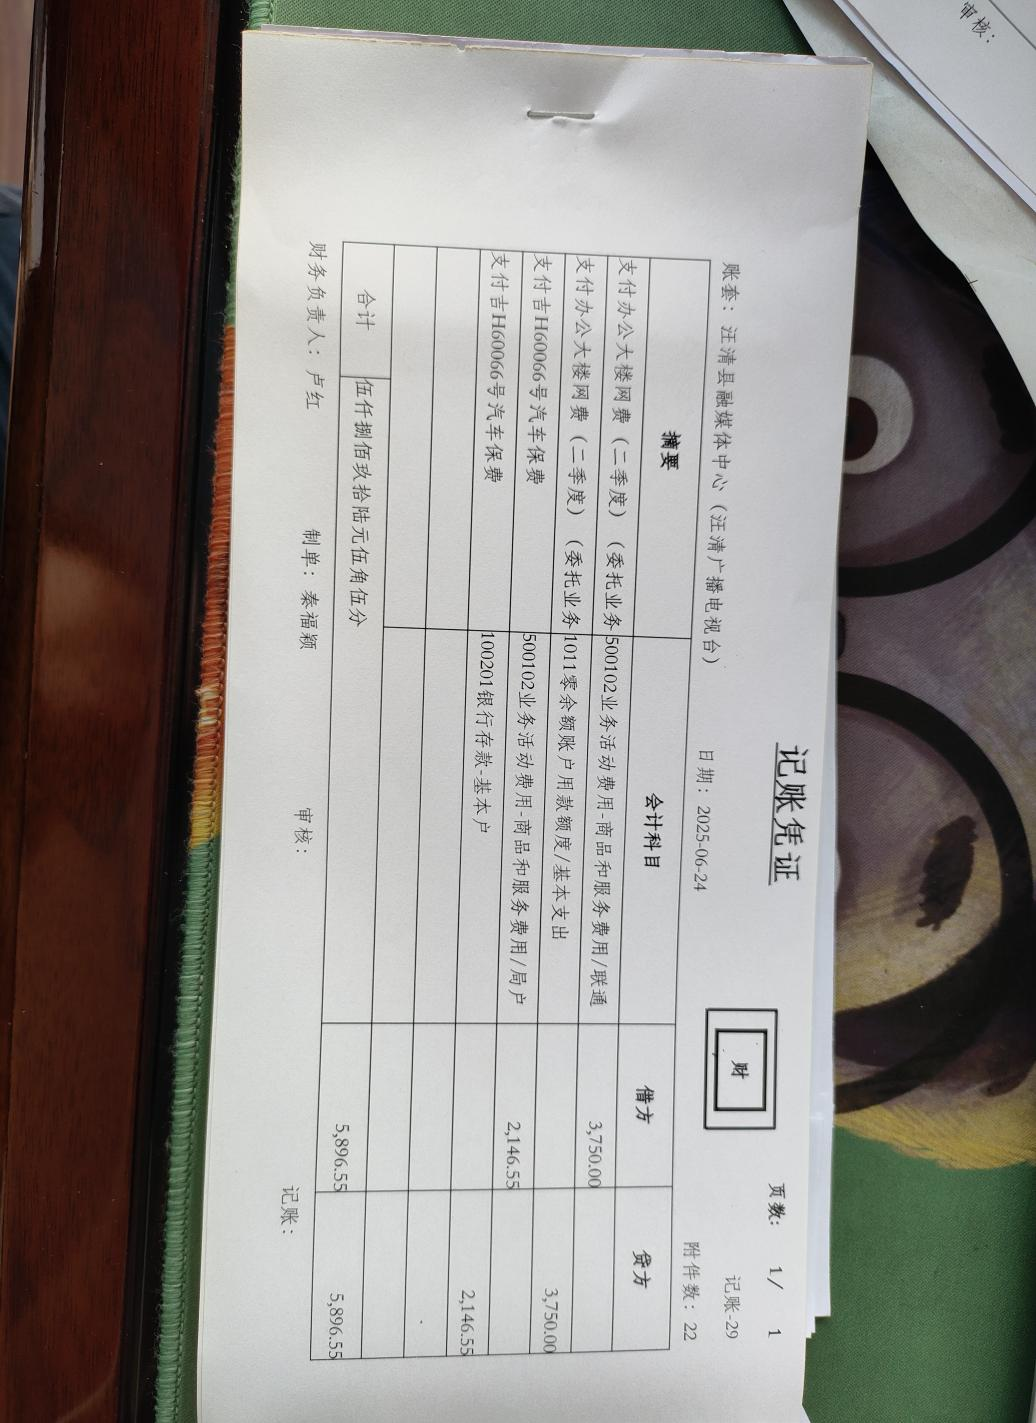 审核：
记账凭证
页数： 1/ 1
财
记账-29
账套：汪清县融媒体中心（汪清广播电视台） 日期：2025-06-24 附件数：22
摘要 会计科目 借方 贷方
支付办公大楼网费（二季度）（委托业务 500102业务活动费用-商品和服务费用/联通 3,750.00
支付办公大楼网费（二季度）（委托业务 1011零余额账户用款额度/基本支出 3,750.00
支付吉H60066号汽车保费 500102业务活动费用-商品和服务费用/局户 2,146.55
支付吉H60066号汽车保费 100201银行存款-基本户 2,146.55
合计 伍仟捌佰玖拾陆元伍角伍分 5,896.55 5,896.55
财务负责人：卢红 制单：秦福颖 审核： 记账：